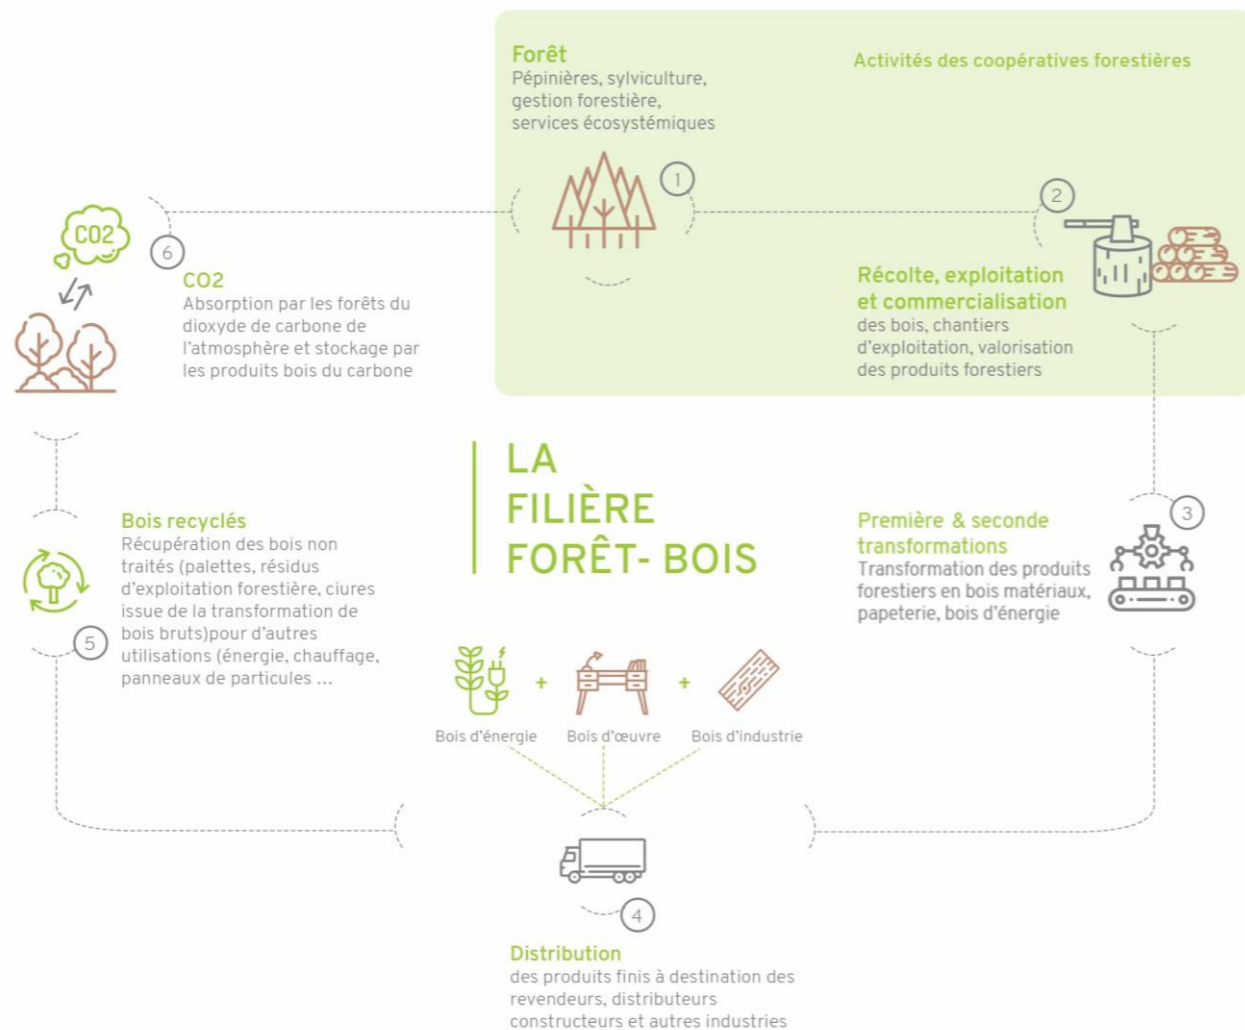 Forêt
Pépinières, sylviculture,
gestion forestière,
services écosystémiques
Activités des coopératives forestières
1
2
Récolte, exploitation
et commercialisation
des bois, chantiers
d'exploitation, valorisation
des produits forestiers
CO2
6
CO2
Absorption par les forêts du
dioxyde de carbone de
l'atmosphère et stockage par
les produits bois du carbone
LA
FILIÈRE
FORÊT- BOIS
3
Première & seconde
transformations
Transformation des produits
forestiers en bois matériaux,
papeterie, bois d'énergie
Bois recyclés
Récupération des bois non
traités (palettes, résidus
d'exploitation forestière, ciures
issue de la transformation de
bois bruts)pour d'autres
utilisations (énergie, chauffage,
panneaux de particules ...
5
+
+
Bois d'énergie
Bois d'œuvre
Bois d'industrie
4
Distribution
des produits finis à destination des
revendeurs, distributeurs
constructeurs et autres industries